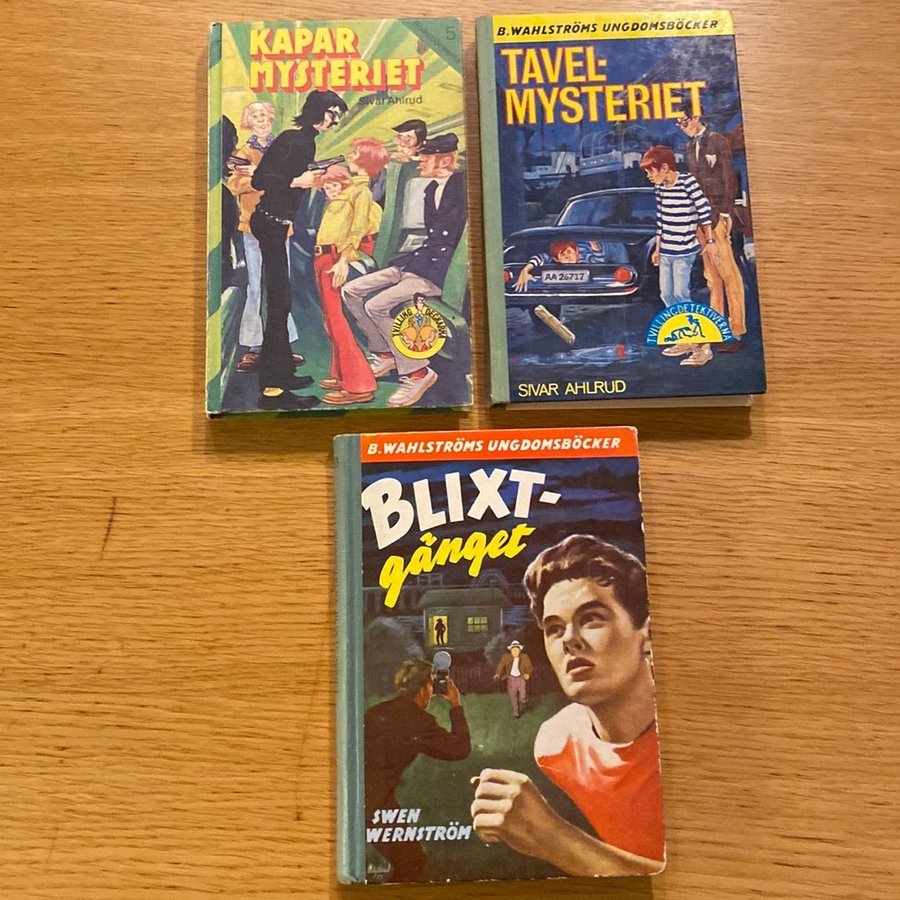 KAPAR
MYSTERIET
Sivar Ahlrud
5
TVILLING
B.WAHLSTRÖMS UNGDOMSBÖCKER
TAVEL-
MYSTERIET
AA 26717
TVILLINGDETEKTIVERNA
SIVAR AHLRUD
B.WAHLSTRÖMS UNGDOMSBÖCKER
BLIXT-
gänget
SWEN
WERNSTRÖM